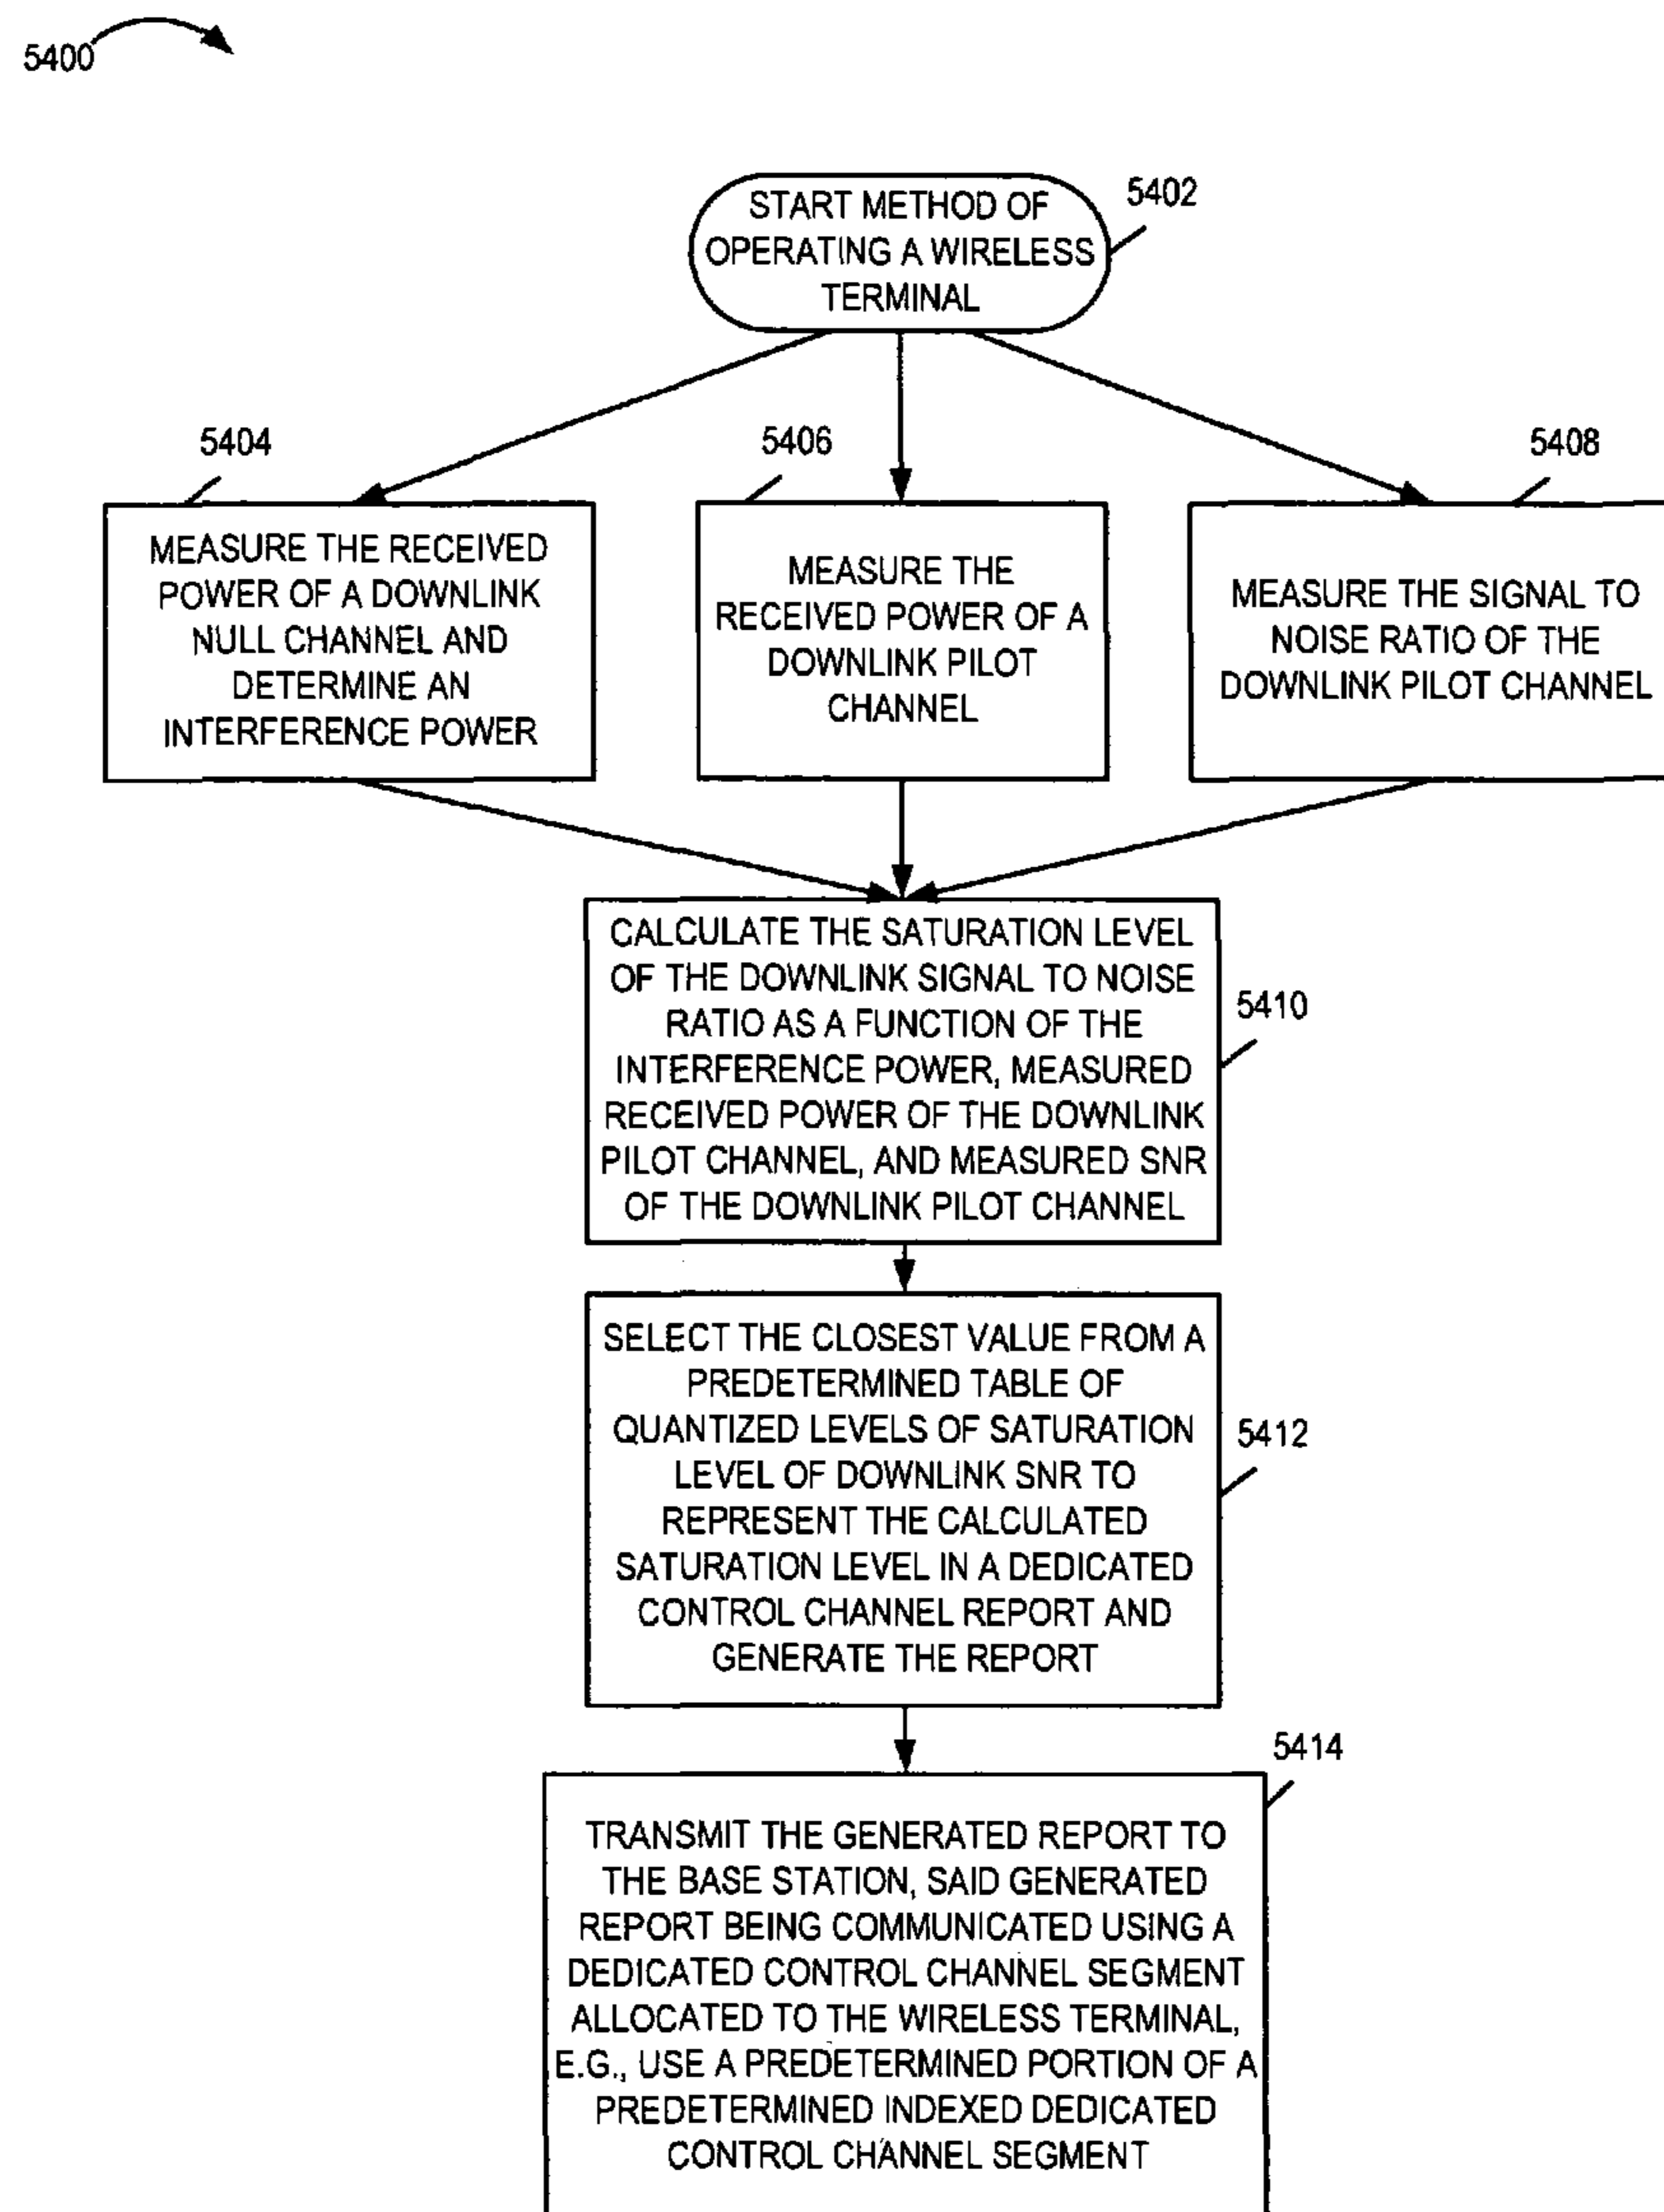 5400
START METHOD OF
OPERATING A WIRELESS
TERMINAL
5402
5404
MEASURE THE RECEIVED
POWER OF A DOWNLINK
NULL CHANNEL AND
DETERMINE AN
INTERFERENCE POWER
5406
MEASURE THE
RECEIVED POWER OF A
DOWNLINK PILOT
CHANNEL
5408
MEASURE THE SIGNAL TO
NOISE RATIO OF THE
DOWNLINK PILOT CHANNEL
CALCULATE THE SATURATION LEVEL
OF THE DOWNLINK SIGNAL TO NOISE
RATIO AS A FUNCTION OF THE
INTERFERENCE POWER, MEASURED
RECEIVED POWER OF THE DOWNLINK
PILOT CHANNEL, AND MEASURED SNR
OF THE DOWNLINK PILOT CHANNEL
5410
SELECT THE CLOSEST VALUE FROM A
PREDETERMINED TABLE OF
QUANTIZED LEVELS OF SATURATION
LEVEL OF DOWNLINK SNR TO
REPRESENT THE CALCULATED
SATURATION LEVEL IN A DEDICATED
CONTROL CHANNEL REPORT AND
GENERATE THE REPORT
5412
5414
TRANSMIT THE GENERATED REPORT TO
THE BASE STATION, SAID GENERATED
REPORT BEING COMMUNICATED USING A
DEDICATED CONTROL CHANNEL SEGMENT
ALLOCATED TO THE WIRELESS TERMINAL,
E.G., USE A PREDETERMINED PORTION OF A
PREDETERMINED INDEXED DEDICATED
CONTROL CHANNEL SEGMENT